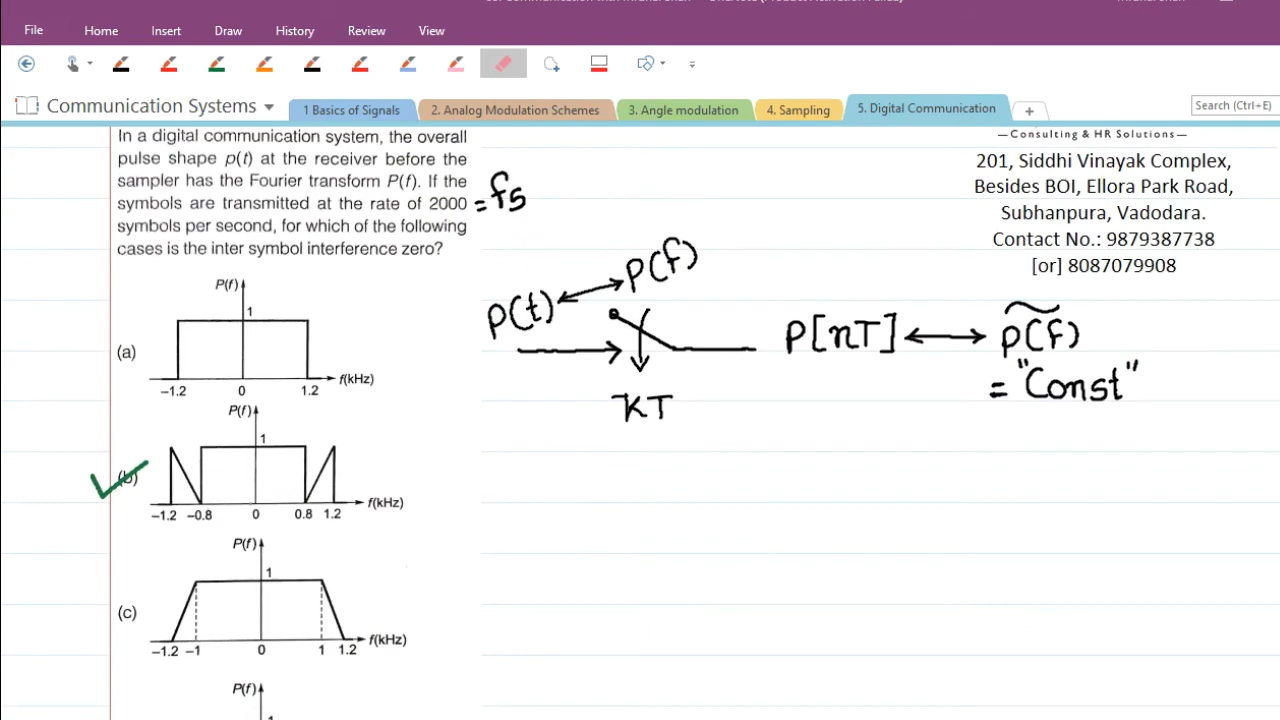 File Home Insert Draw History Review View
Communication Systems 1 Basics of Signals 2. Analog Modulation Schemes 3. Angle modulation 4. Sampling 5. Digital Communication Search (Ctrl+E)
In a digital communication system, the overall
pulse shape p(t) at the receiver before the
sampler has the Fourier transform P(f). If the
symbols are transmitted at the rate of 2000
symbols per second, for which of the following
cases is the inter symbol interference zero?
= fs
—Consulting & HR Solutions—
201, Siddhi Vinayak Complex,
Besides BOI, Ellora Park Road,
Subhanpura, Vadodara.
Contact No.: 9879387738
[or] 8087079908
P(f)
1
(a)
f(kHz)
−1.2 0 1.2
P(f)
1
(b)
f(kHz)
−1.2 −0.8 0 0.8 1.2
P(f)
1
(c)
f(kHz)
−1.2 −1 0 1 1.2
P(f)
1
P(t) P(f)
KT
P[nT] ↔ P̃(f)
= "Const"